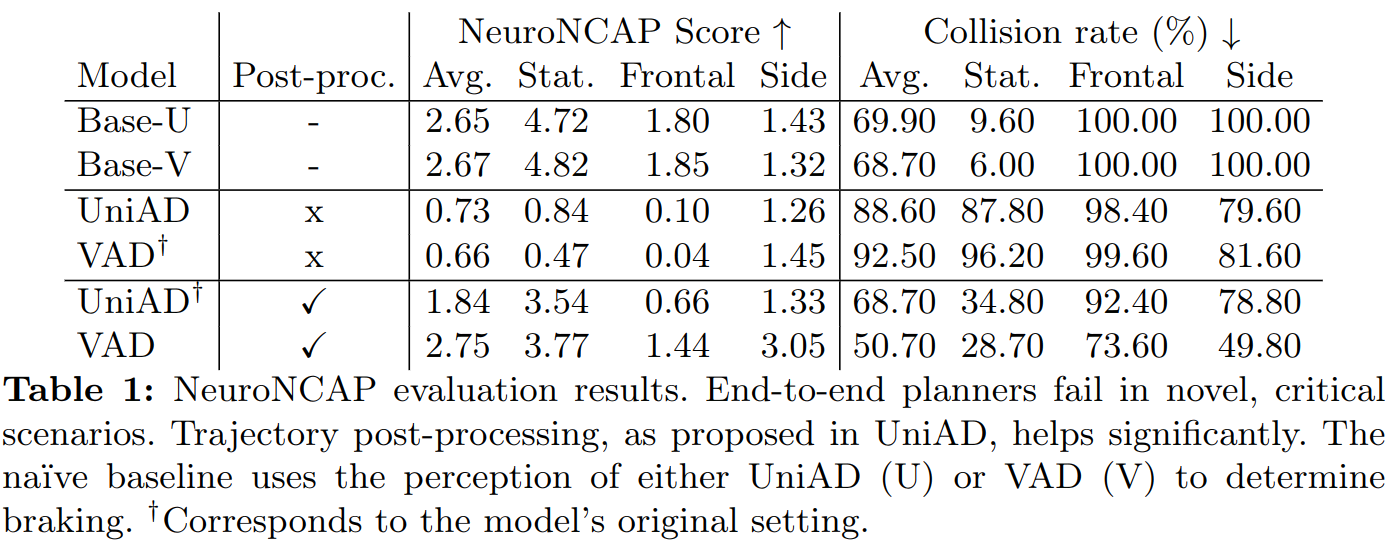 NeuroNCAP Score ↑ Collision rate (%) ↓
Model Post-proc. Avg. Stat. Frontal Side Avg. Stat. Frontal Side
Base-U - 2.65 4.72 1.80 1.43 69.90 9.60 100.00 100.00
Base-V - 2.67 4.82 1.85 1.32 68.70 6.00 100.00 100.00
UniAD x 0.73 0.84 0.10 1.26 88.60 87.80 98.40 79.60
VAD† x 0.66 0.47 0.04 1.45 92.50 96.20 99.60 81.60
UniAD† ✓ 1.84 3.54 0.66 1.33 68.70 34.80 92.40 78.80
VAD ✓ 2.75 3.77 1.44 3.05 50.70 28.70 73.60 49.80
Table 1: NeuroNCAP evaluation results. End-to-end planners fail in novel, critical
scenarios. Trajectory post-processing, as proposed in UniAD, helps significantly. The
naïve baseline uses the perception of either UniAD (U) or VAD (V) to determine
braking. †Corresponds to the model's original setting.